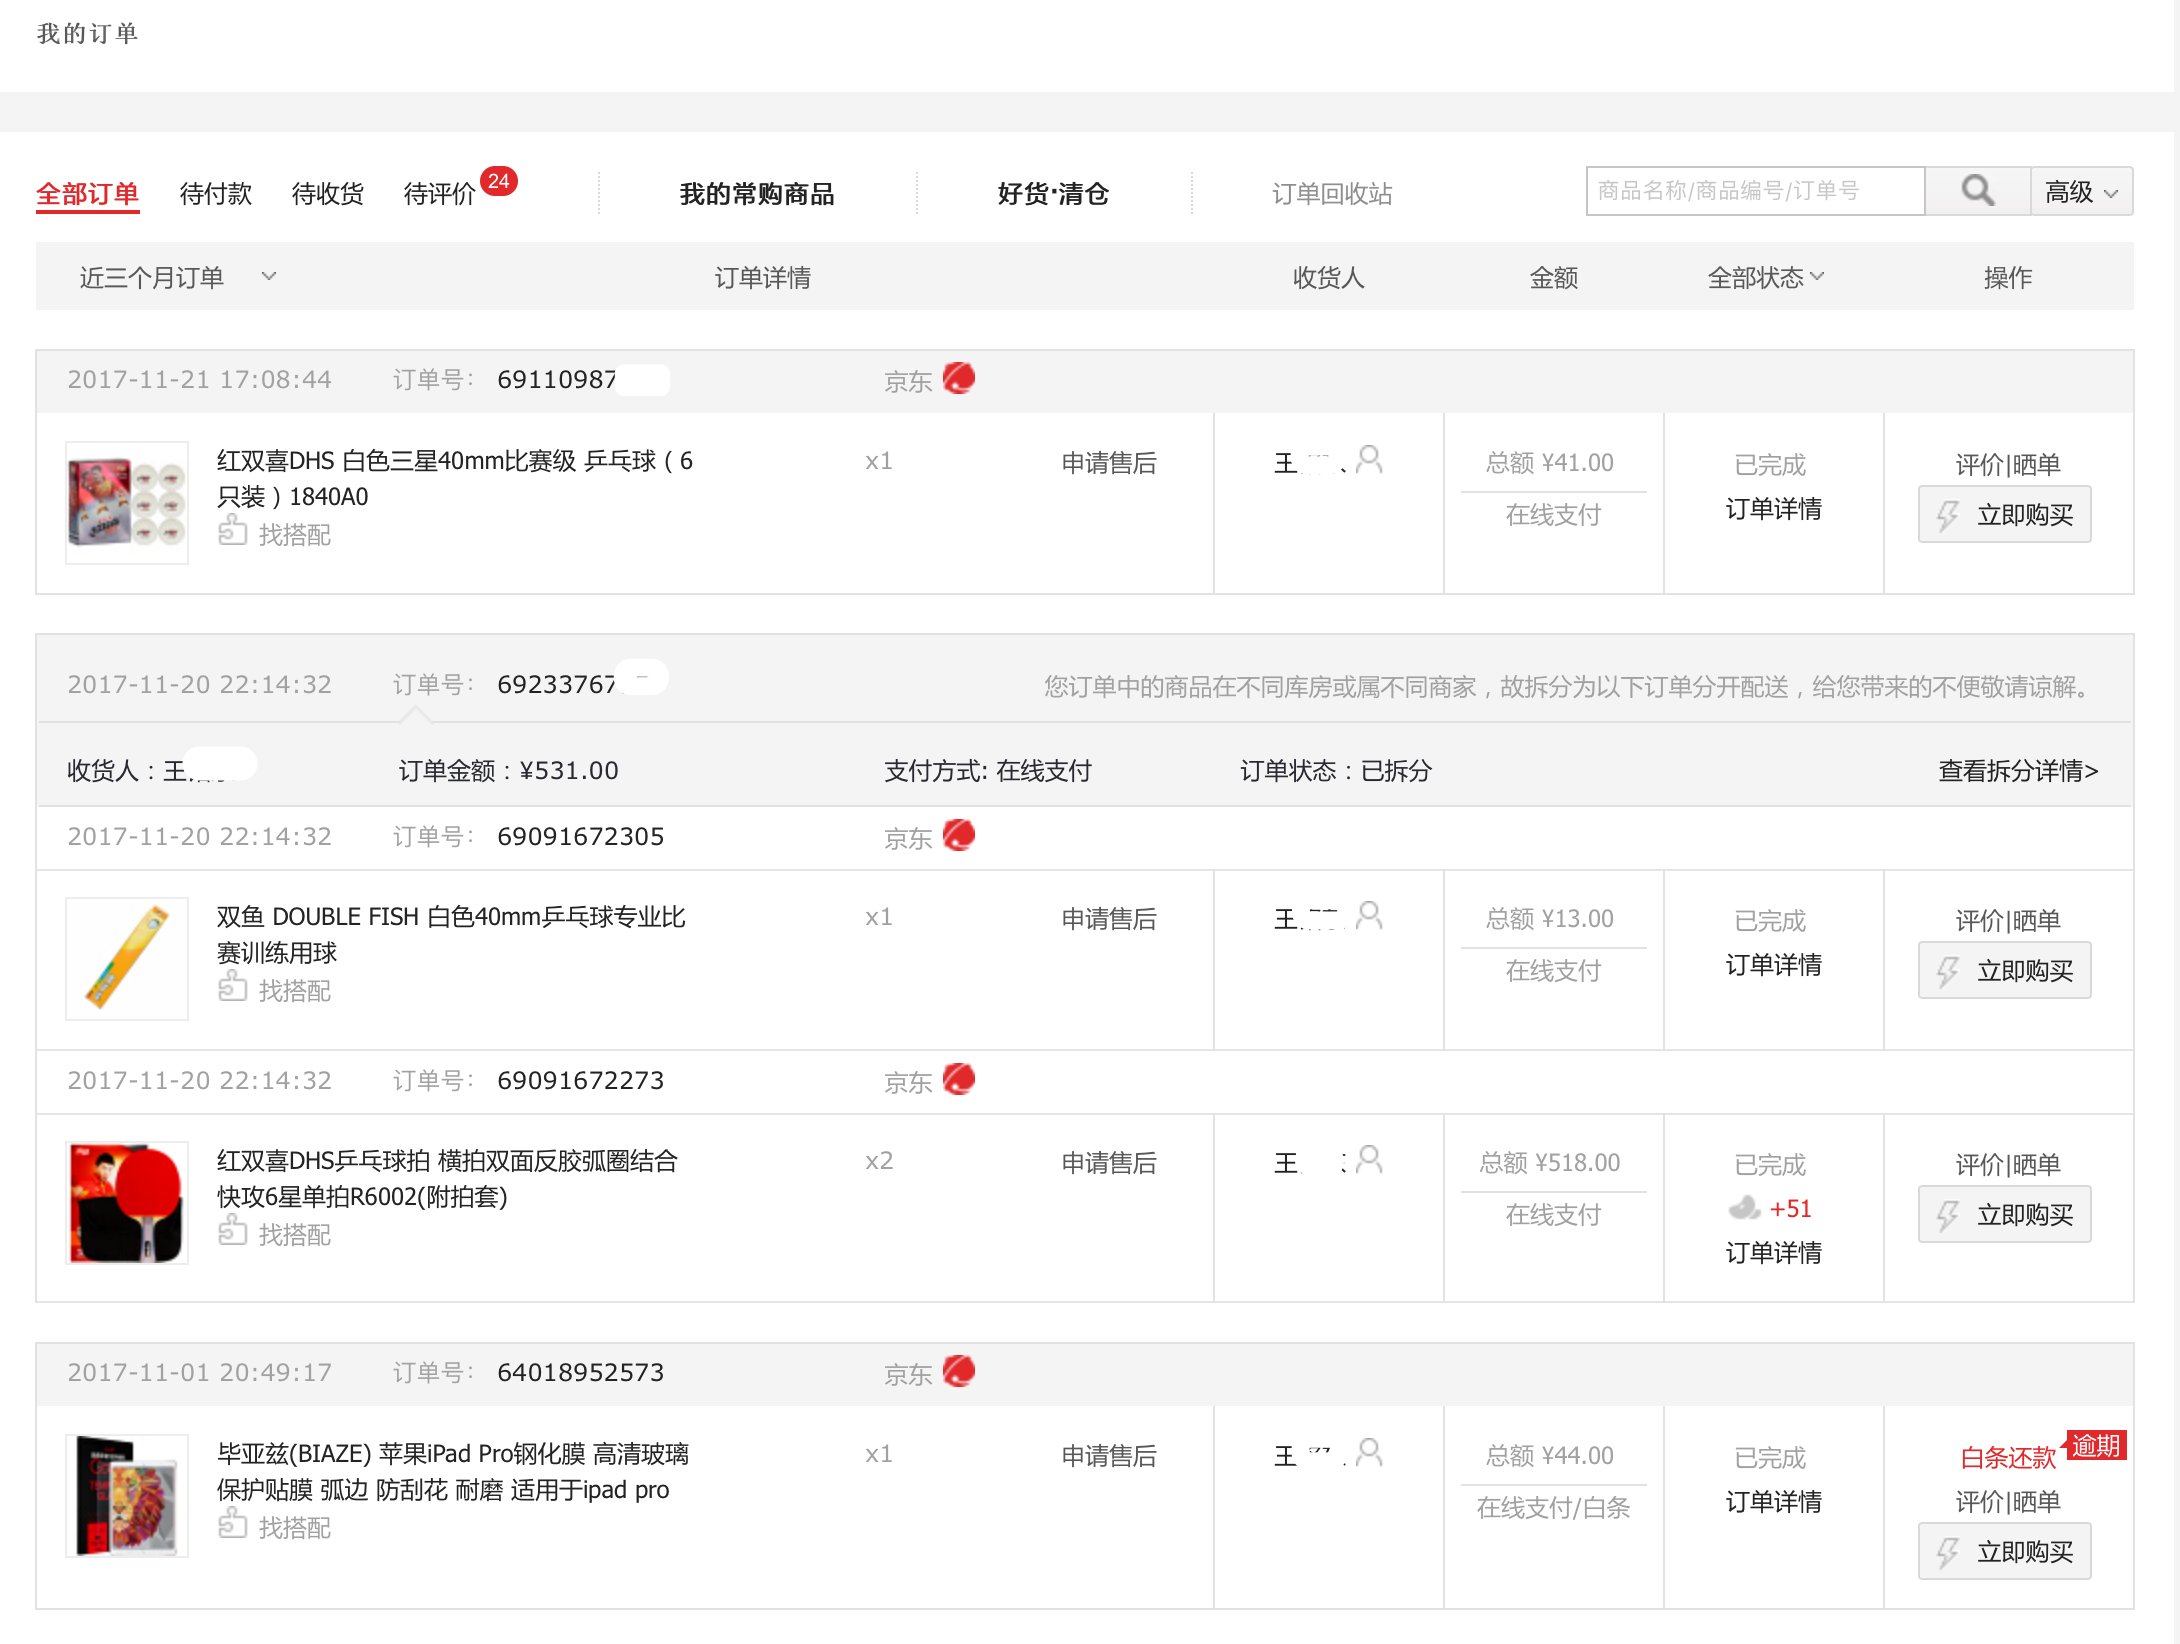 我的订单
全部订单 待付款 待收货 待评价 24 我的常购商品 好货·清仓 订单回收站 商品名称/商品编号/订单号 高级
近三个月订单 订单详情 收货人 金额 全部状态 操作
2017-11-21 17:08:44 订单号： 69110987 京东
红双喜DHS 白色三星40mm比赛级 乒乓球（6 x1 申请售后 王 总额 ¥41.00 已完成 评价|晒单
只装）1840A0 在线支付 订单详情 立即购买
找搭配
2017-11-20 22:14:32 订单号： 69233767 您订单中的商品在不同库房或属不同商家，故拆分为以下订单分开配送，给您带来的不便敬请谅解。
收货人：王 订单金额：¥531.00 支付方式: 在线支付 订单状态：已拆分 查看拆分详情>
2017-11-20 22:14:32 订单号： 69091672305 京东
双鱼 DOUBLE FISH 白色40mm乒乓球专业比 x1 申请售后 王 总额 ¥13.00 已完成 评价|晒单
赛训练用球 在线支付 订单详情 立即购买
找搭配
2017-11-20 22:14:32 订单号： 69091672273 京东
红双喜DHS乒乓球拍 横拍双面反胶弧圈结合 x2 申请售后 王 总额 ¥518.00 已完成 评价|晒单
快攻6星单拍R6002(附拍套) 在线支付 +51 立即购买
找搭配 订单详情
2017-11-01 20:49:17 订单号： 64018952573 京东
毕亚兹(BIAZE) 苹果iPad Pro钢化膜 高清玻璃 x1 申请售后 王 总额 ¥44.00 已完成 白条还款 逾期
保护贴膜 弧边 防刮花 耐磨 适用于ipad pro 在线支付/白条 订单详情 评价|晒单
找搭配 立即购买